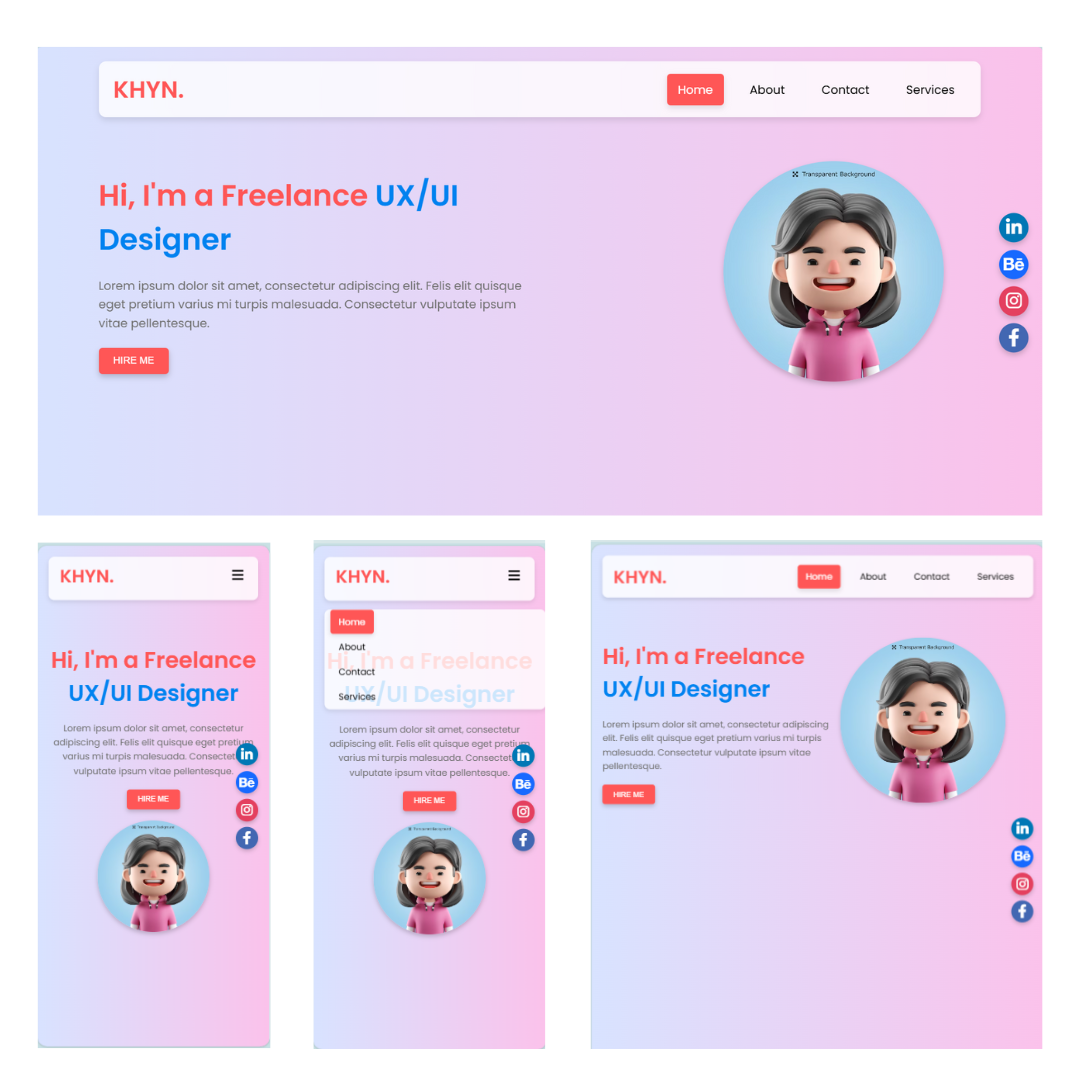 KHYN.
Home About Contact Services
Transparent Background
Hi, I'm a Freelance UX/UI
Designer
Lorem ipsum dolor sit amet, consectetur adipiscing elit. Felis elit quisque
eget pretium varius mi turpis malesuada. Consectetur vulputate ipsum
vitae pellentesque.
HIRE ME
in
Bē
f
KHYN.
Hi, I'm a Freelance
UX/UI Designer
Lorem ipsum dolor sit amet, consectetur
adipiscing elit. Felis elit quisque eget pretium
varius mi turpis malesuada. Consectetur
vulputate ipsum vitae pellentesque.
in
Bē
f
HIRE ME
Transparent Background
KHYN.
Home
About
Contact
Services
Hi, I'm a Freelance
UX/UI Designer
Lorem ipsum dolor sit amet, consectetur
adipiscing elit. Felis elit quisque eget pretium
varius mi turpis malesuada. Consectetur
vulputate ipsum vitae pellentesque.
in
Bē
f
HIRE ME
Transparent Background
KHYN.
Home About Contact Services
Transparent Background
Hi, I'm a Freelance
UX/UI Designer
Lorem ipsum dolor sit amet, consectetur adipiscing
elit. Felis elit quisque eget pretium varius mi turpis
malesuada. Consectetur vulputate ipsum vitae
pellentesque.
HIRE ME
in
Bē
f